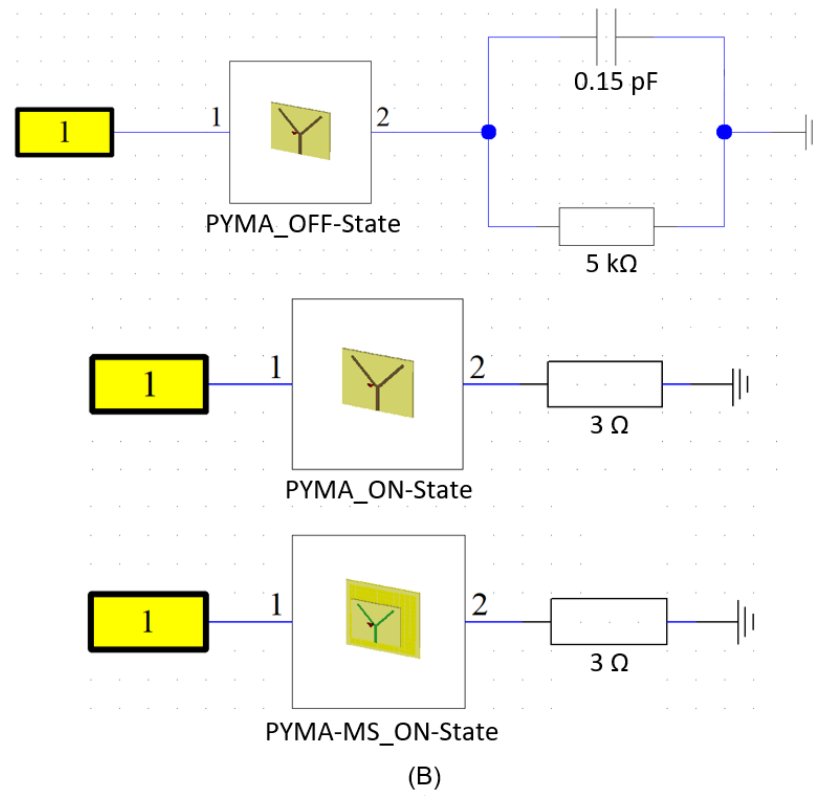 0.15 pF
1
1
2
PYMA_OFF-State
5 kΩ
1
1
2
3 Ω
PYMA_ON-State
1
1
2
3 Ω
PYMA-MS_ON-State
(B)